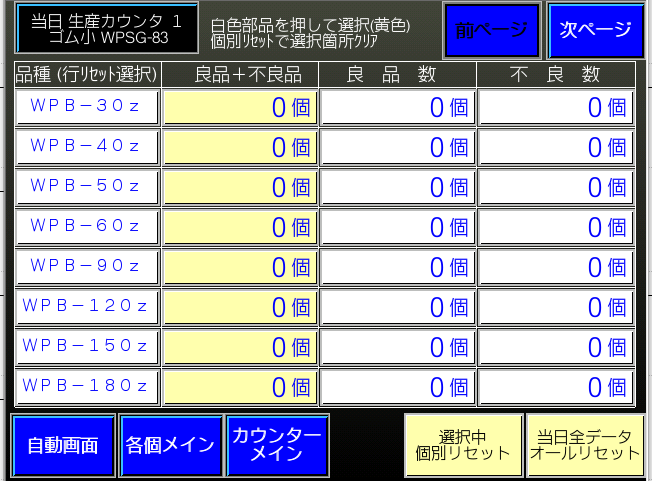 当日 生産カウンタ 1
ゴム小 WPSG-83
白色部品を押して選択(黄色)
個別ﾘｾｯﾄで選択箇所ｸﾘｱ
前ページ
次ページ
品種 (行ﾘｾｯﾄ選択) 良品＋不良品 良 品 数 不 良 数
ＷＰＢ－３０ｚ 0個 0個 0個
ＷＰＢ－４０ｚ 0個 0個 0個
ＷＰＢ－５０ｚ 0個 0個 0個
ＷＰＢ－６０ｚ 0個 0個 0個
ＷＰＢ－９０ｚ 0個 0個 0個
ＷＰＢ－１２０ｚ 0個 0個 0個
ＷＰＢ－１５０ｚ 0個 0個 0個
ＷＰＢ－１８０ｚ 0個 0個 0個
自動画面
各個メイン
カウンター
メイン
選択中
個別リセット
当日全データ
オールリセット